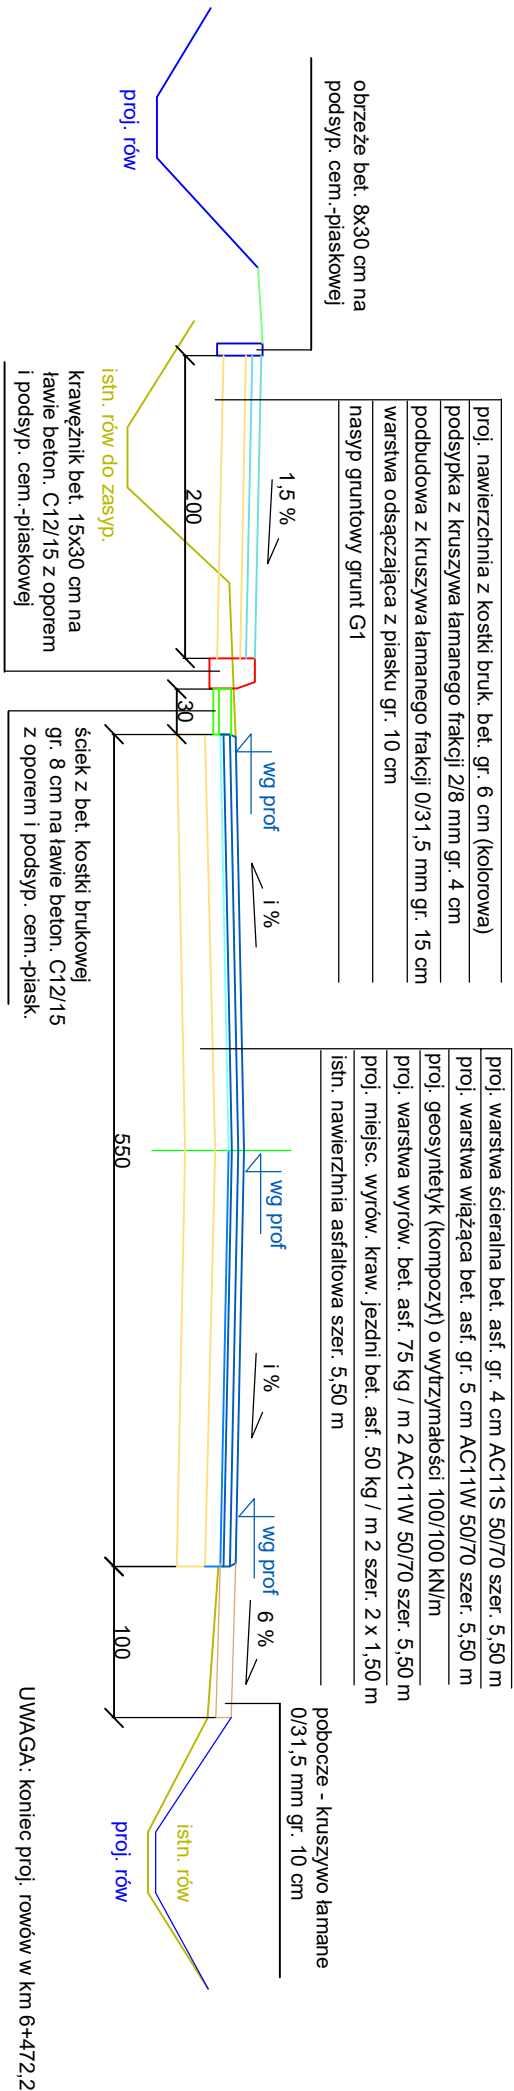 proj. nawierzchnia z kostki bruk. bet. gr. 6 cm (kolorowa)
podsypka z kruszywa łamanego frakcji 2/8 mm gr. 4 cm
podbudowa z kruszywa łamanego frakcji 0/31,5 mm gr. 15 cm
warstwa odsączająca z piasku gr. 10 cm
nasyp gruntowy grunt G1
proj. warstwa ścieralna bet. asf. gr. 4 cm AC11S 50/70 szer. 5,50 m
proj. warstwa wiążąca bet. asf. gr. 5 cm AC11W 50/70 szer. 5,50 m
proj. geosyntetyk (kompozyt) o wytrzymałości 100/100 kN/m
proj. warstwa wyrów. bet. asf. 75 kg / m 2 AC11W 50/70 szer. 5,50 m
proj. miejsc. wyrów. kraw. jezdni bet. asf. 50 kg / m 2 szer. 2 x 1,50 m
istn. nawierzhnia asfaltowa szer. 5,50 m
obrzeże bet. 8x30 cm na
podsyp. cem.-piaskowej
pobocze - kruszywo łamane
0/31,5 mm gr. 10 cm
1,5 %
wg prof
i %
wg prof
i %
wg prof
6 %
proj. rów
istn. rów do zasyp.
200
30
550
100
istn. rów
proj. rów
krawężnik bet. 15x30 cm na
ławie beton. C12/15 z oporem
i podsyp. cem.-piaskowej
ściek z bet. kostki brukowej
gr. 8 cm na ławie beton. C12/15
z oporem i podsyp. cem.-piask.
UWAGA: koniec proj. rowów w km 6+472,2